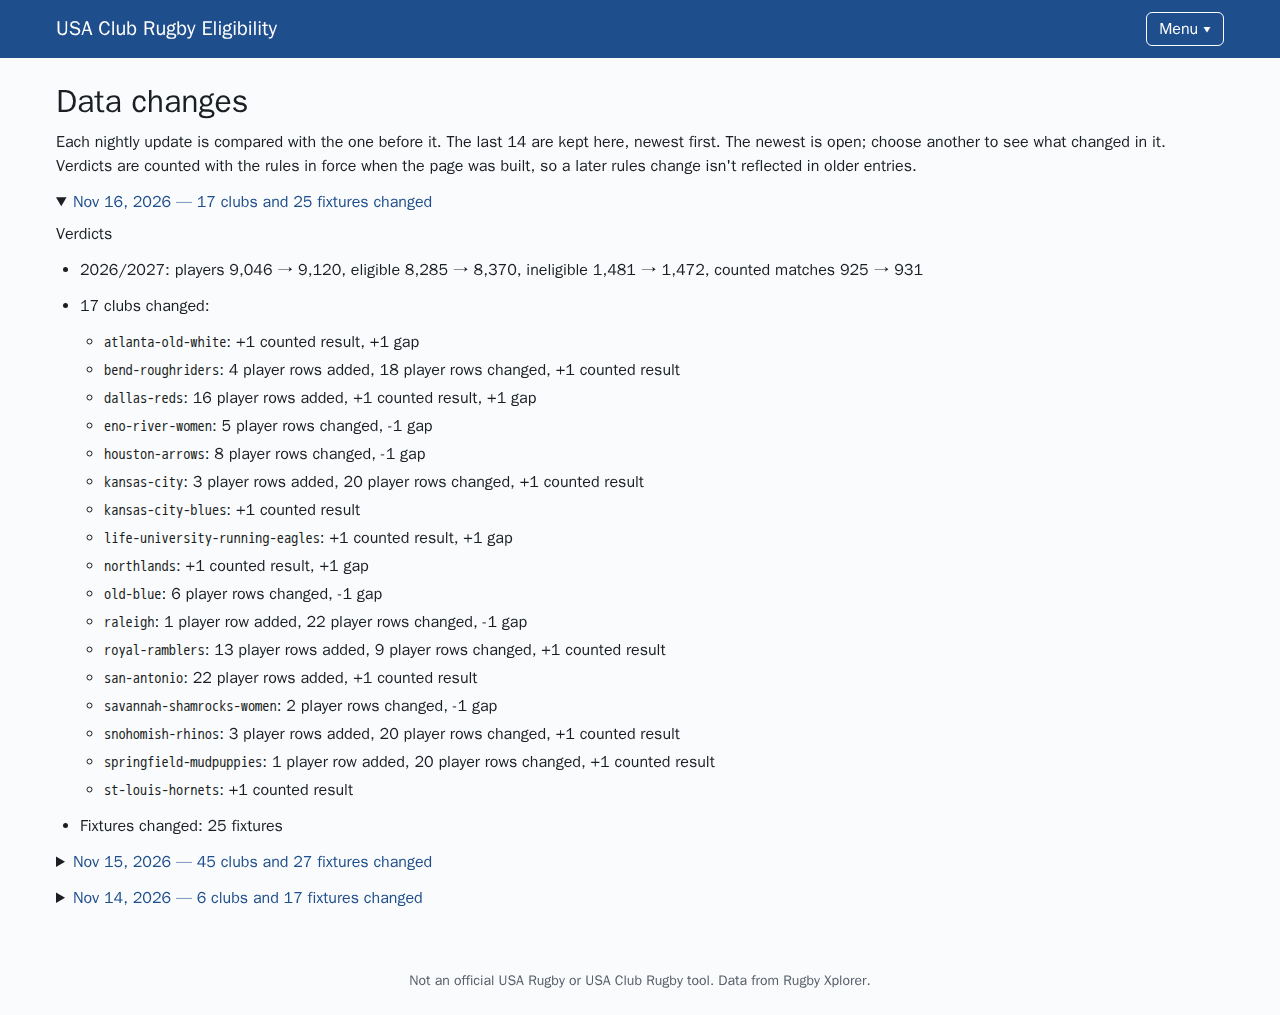 USA Club Rugby Eligibility
Menu ▾
Data changes
Each nightly update is compared with the one before it. The last 14 are kept here, newest first. The newest is open; choose another to see what changed in it.
Verdicts are counted with the rules in force when the page was built, so a later rules change isn't reflected in older entries.
▼ Nov 16, 2026 — 17 clubs and 25 fixtures changed
Verdicts
• 2026/2027: players 9,046 → 9,120, eligible 8,285 → 8,370, ineligible 1,481 → 1,472, counted matches 925 → 931
• 17 clubs changed:
◦ atlanta-old-white: +1 counted result, +1 gap
◦ bend-roughriders: 4 player rows added, 18 player rows changed, +1 counted result
◦ dallas-reds: 16 player rows added, +1 counted result, +1 gap
◦ eno-river-women: 5 player rows changed, -1 gap
◦ houston-arrows: 8 player rows changed, -1 gap
◦ kansas-city: 3 player rows added, 20 player rows changed, +1 counted result
◦ kansas-city-blues: +1 counted result
◦ life-university-running-eagles: +1 counted result, +1 gap
◦ northlands: +1 counted result, +1 gap
◦ old-blue: 6 player rows changed, -1 gap
◦ raleigh: 1 player row added, 22 player rows changed, -1 gap
◦ royal-ramblers: 13 player rows added, 9 player rows changed, +1 counted result
◦ san-antonio: 22 player rows added, +1 counted result
◦ savannah-shamrocks-women: 2 player rows changed, -1 gap
◦ snohomish-rhinos: 3 player rows added, 20 player rows changed, +1 counted result
◦ springfield-mudpuppies: 1 player row added, 20 player rows changed, +1 counted result
◦ st-louis-hornets: +1 counted result
• Fixtures changed: 25 fixtures
▶ Nov 15, 2026 — 45 clubs and 27 fixtures changed
▶ Nov 14, 2026 — 6 clubs and 17 fixtures changed
Not an official USA Rugby or USA Club Rugby tool. Data from Rugby Xplorer.